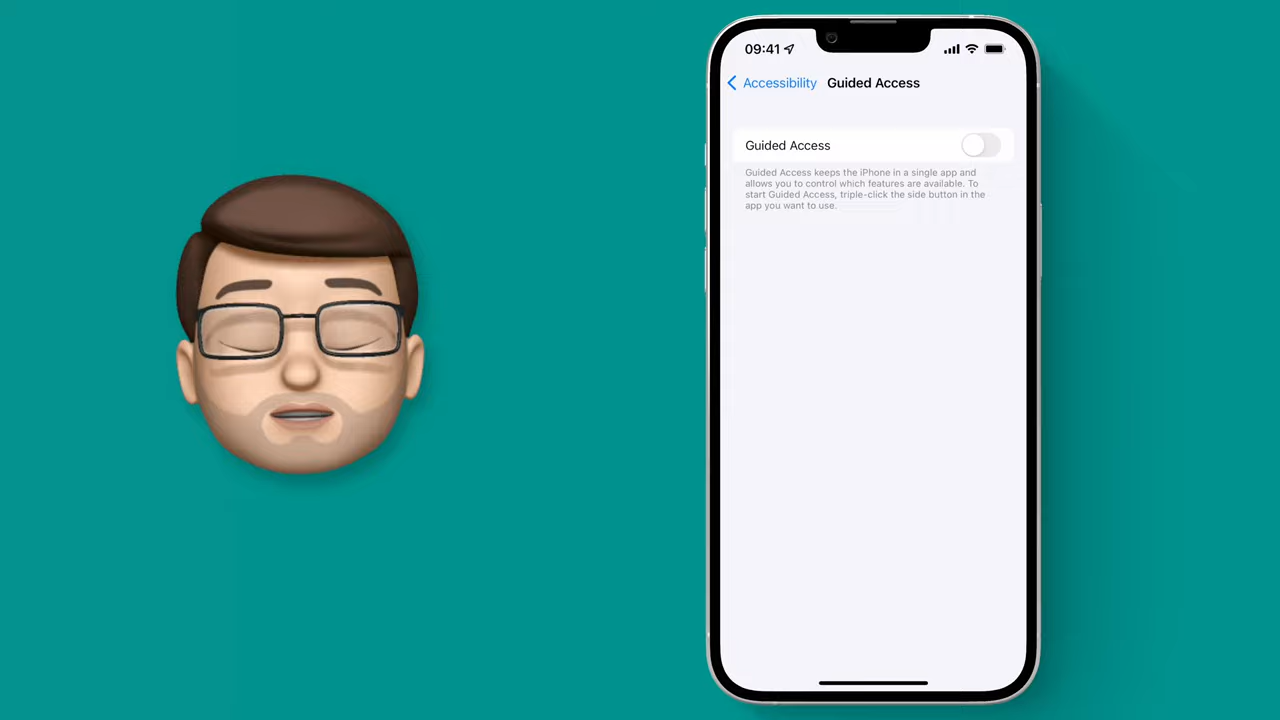 09:41
Accessibility Guided Access
Guided Access
Guided Access keeps the iPhone in a single app and
allows you to control which features are available. To
start Guided Access, triple-click the side button in the
app you want to use.